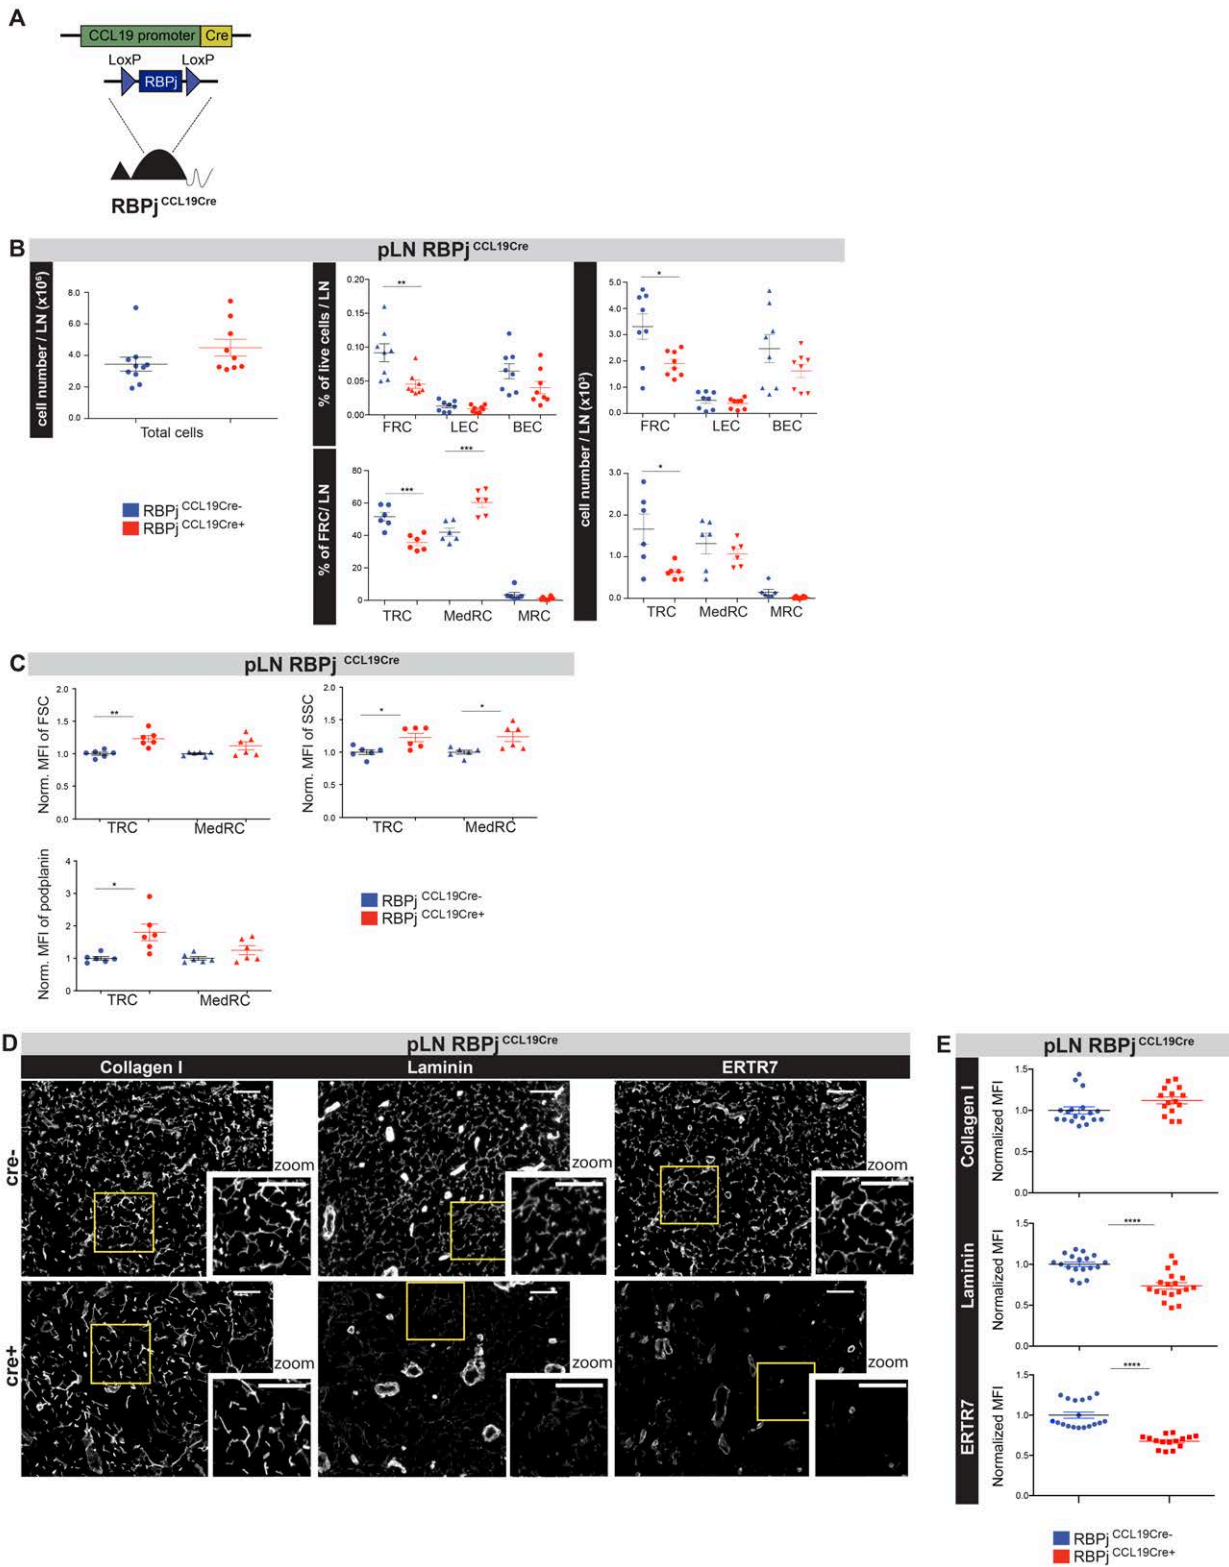 A
CCL19 promoter Cre
LoxP LoxP
RBPj
RBPj CCL19Cre
B
pLN RBPj CCL19Cre
cell number / LN (x10⁶)
8.0
6.0
4.0
2.0
0.0
Total cells
RBPj CCL19Cre-
RBPj CCL19Cre+
% of live cells / LN
0.20
0.15
0.10
0.05
0.00
**
FRC LEC BEC
% of FRC/ LN
80
60
40
20
0
*** ***
TRC MedRC MRC
cell number / LN (x10³)
5.0
4.0
3.0
2.0
1.0
0.0
*
FRC LEC BEC
3.0
2.0
1.0
0.0
*
TRC MedRC MRC
C
pLN RBPj CCL19Cre
Norm. MFI of FSC
2.0
1.5
1.0
0.5
0.0
**
TRC MedRC
Norm. MFI of SSC
2.0
1.5
1.0
0.5
0.0
* *
TRC MedRC
Norm. MFI of podplanin
4
3
2
1
0
*
TRC MedRC
RBPj CCL19Cre-
RBPj CCL19Cre+
D
pLN RBPj CCL19Cre
Collagen I Laminin ERTR7
cre-
zoom zoom zoom
cre+
zoom zoom zoom
E
pLN RBPj CCL19Cre
Collagen I
Normalized MFI
1.5
1.0
0.5
0.0
Laminin
Normalized MFI
1.5
1.0
0.5
0.0
****
ERTR7
Normalized MFI
1.5
1.0
0.5
0.0
****
RBPj CCL19Cre-
RBPj CCL19Cre+